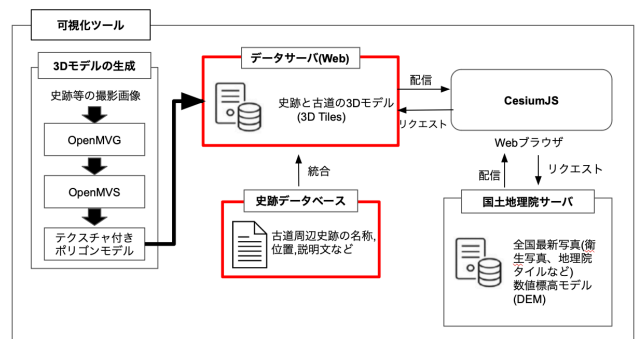 可視化ツール
3Dモデルの生成
史跡等の撮影画像
OpenMVG
OpenMVS
テクスチャ付き
ポリゴンモデル
データサーバ(Web)
史跡と古道の3Dモデル
(3D Tiles)
統合
史跡データベース
古道周辺史跡の名称,
位置,説明文など
配信
リクエスト
CesiumJS
Webブラウザ
配信
リクエスト
国土地理院サーバ
全国最新写真(衛
生写真、地理院
タイルなど)
数値標高モデル
(DEM)